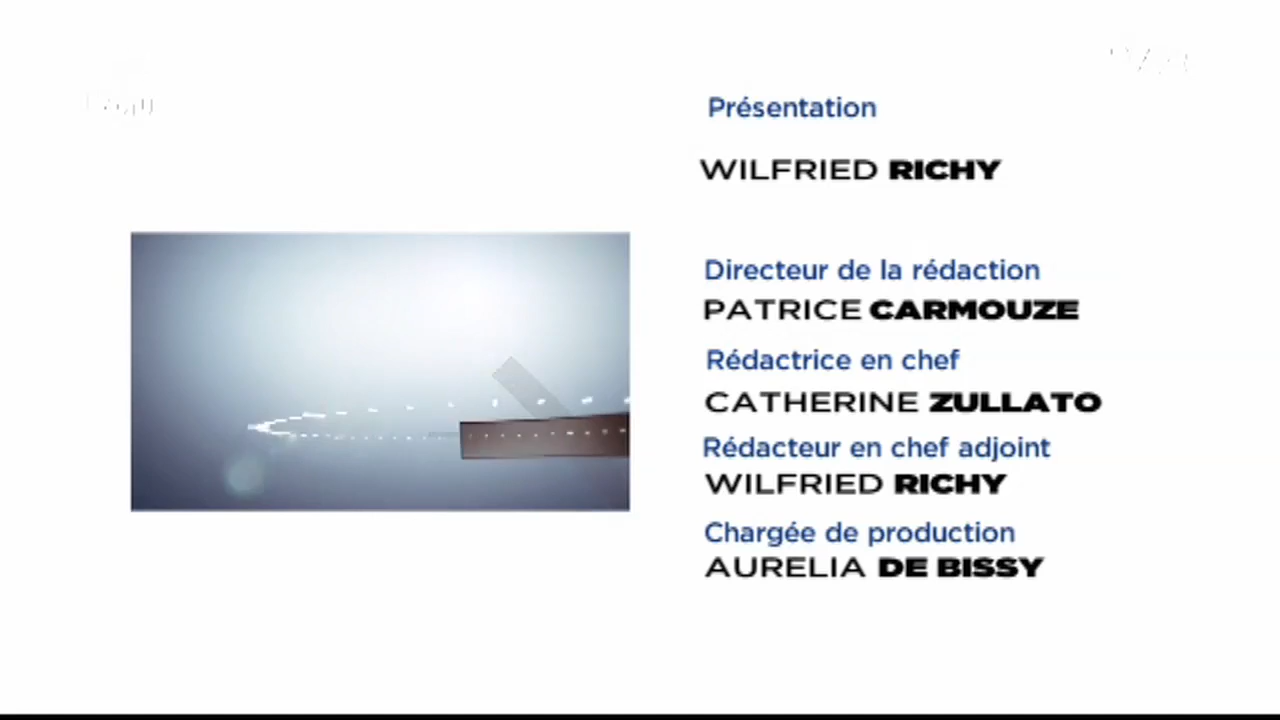 Présentation
WILFRIED RICHY
Directeur de la rédaction
PATRICE CARMOUZE
Rédactrice en chef
CATHERINE ZULLATO
Rédacteur en chef adjoint
WILFRIED RICHY
Chargée de production
AURELIA DE BISSY